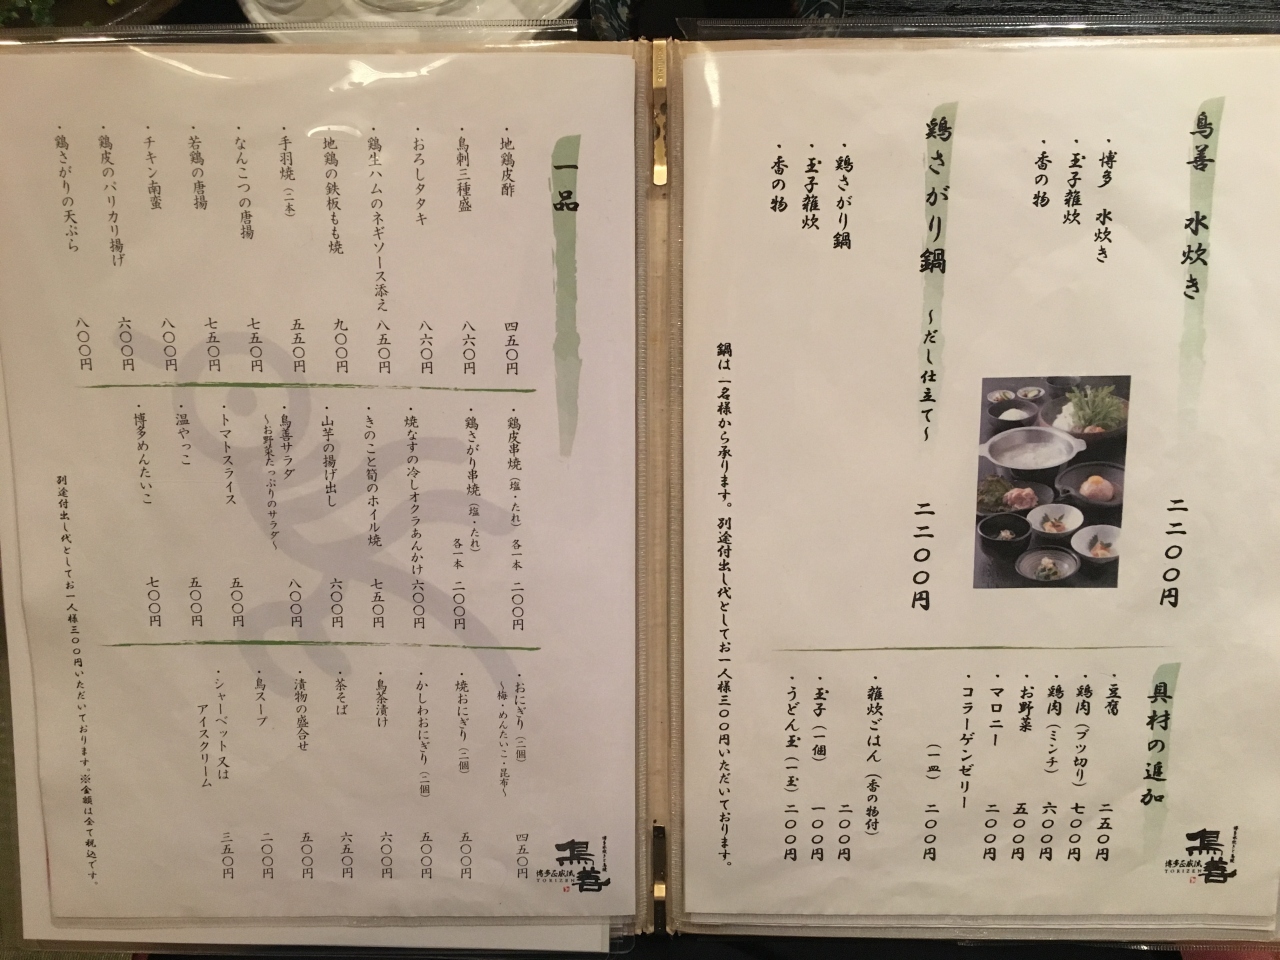 鳥善 水炊き 二二〇〇円
・博多 水炊き
・玉子雑炊
・香の物
鶏さがり鍋 〜だし仕立て〜 二二〇〇円
・鶏さがり鍋
・玉子雑炊
・香の物
鍋は一名様から承ります。別途付出し代としてお一人様三〇〇円いただいております。
具材の追加
・豆腐 二五〇円
・鶏肉（ブツ切り） 七〇〇円
・鶏肉（ミンチ） 六〇〇円
・お野菜 五〇〇円
・マロニー 二〇〇円
・コラーゲンゼリー
（一皿） 二〇〇円
・雑炊ごはん（香の物付） 二〇〇円
・玉子（一個） 一〇〇円
・うどん玉（一玉） 二〇〇円
鳥善
博多正蔵流
TORIZEN
一品
・地鶏皮酢 四五〇円
・鳥刺三種盛 八六〇円
・おろしタタキ 八六〇円
・鶏生ハムのネギソース添え 八五〇円
・地鶏の鉄板もも焼 九〇〇円
・手羽焼（二本） 五五〇円
・なんこつの唐揚 七五〇円
・若鶏の唐揚 七五〇円
・チキン南蛮 八〇〇円
・鶏皮のパリカリ揚げ 六〇〇円
・鶏さがりの天ぷら 八〇〇円
・鶏皮串焼（塩・たれ） 各一本 二〇〇円
・鶏さがり串焼（塩・たれ） 各一本 二〇〇円
・焼なすの冷しオクラあんかけ 六〇〇円
・きのこと筍のホイル焼 七五〇円
・山芋の揚げ出し 六〇〇円
・鳥善サラダ 八〇〇円
〜お野菜たっぷりのサラダ〜
・トマトスライス 五〇〇円
・温やっこ 五〇〇円
・博多めんたいこ 七〇〇円
・おにぎり（二個） 四五〇円
〜梅・めんたいこ・昆布〜
・焼おにぎり（二個） 五〇〇円
・かしわおにぎり（二個） 五〇〇円
・鳥茶漬け 六〇〇円
・茶そば 六五〇円
・漬物の盛合せ 五〇〇円
・鳥スープ 二〇〇円
・シャーベット又は
アイスクリーム 三五〇円
別途付出し代としてお一人様三〇〇円いただいております。※金額は全て税込です。
鳥善
博多正蔵流
TORIZEN